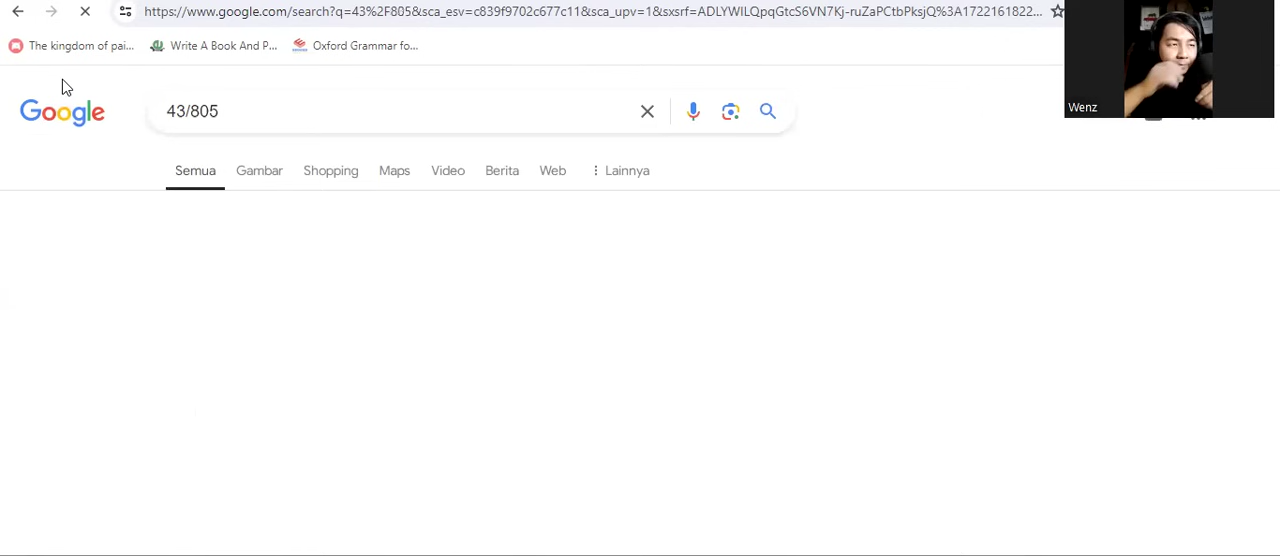 https://www.google.com/search?q=43%2F805&sca_esv=c839f9702c677c11&sca_upv=1&sxsrf=ADLYWILQpqGtcS6VN7Kj-ruZaPCtbPksjQ%3A1722161822...
The kingdom of pai... Write A Book And P... Oxford Grammar fo...
Wenz
Google 43/805
Semua Gambar Shopping Maps Video Berita Web Lainnya